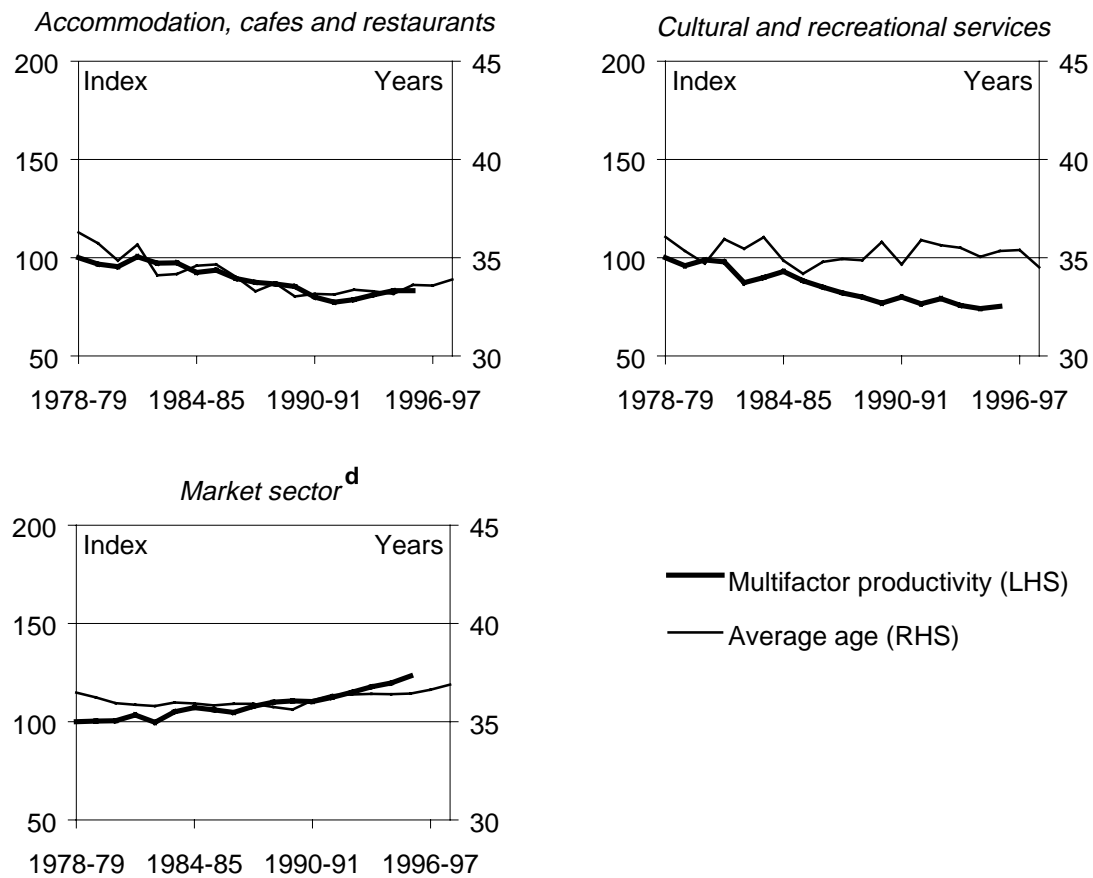 Accommodation, cafes and restaurants
200 45
Index Years
150 40
100 35
50 30
1978-79 1984-85 1990-91 1996-97
Cultural and recreational services
200 45
Index Years
150 40
100 35
50 30
1978-79 1984-85 1990-91 1996-97
Market sector d
200 45
Index Years
150 40
100 35
50 30
1978-79 1984-85 1990-91 1996-97
Multifactor productivity (LHS)
Average age (RHS)